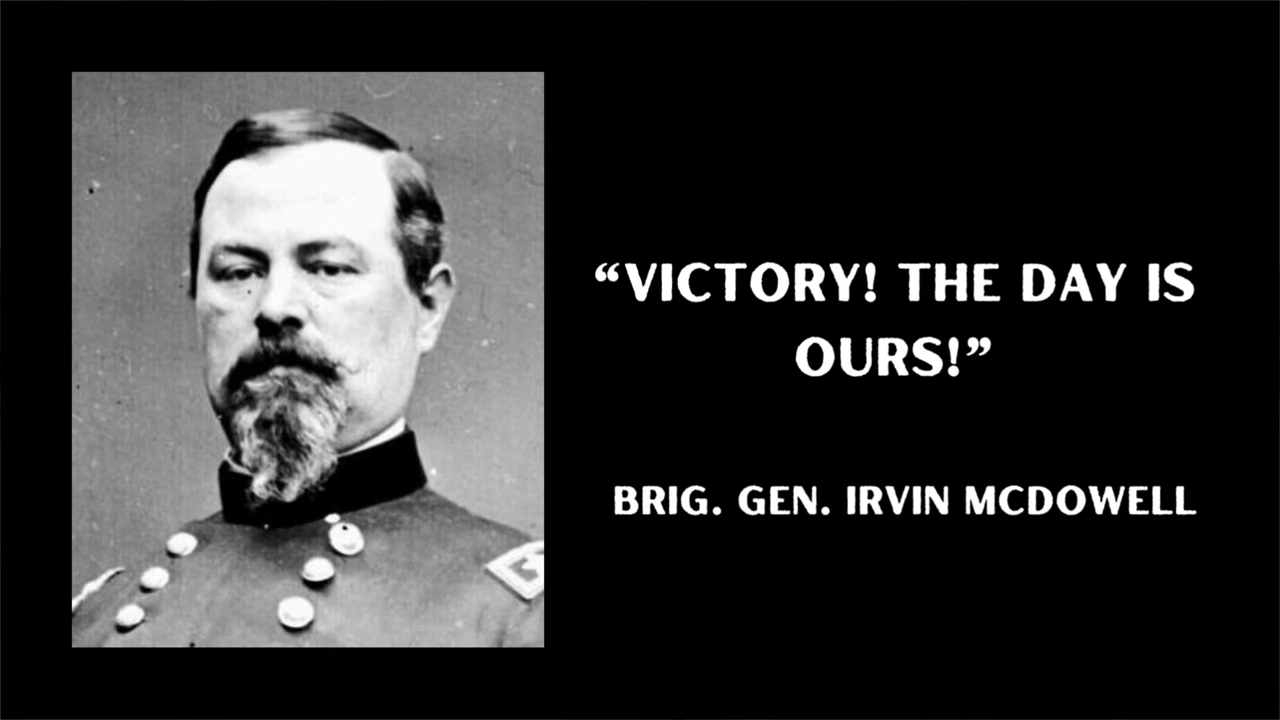 “VICTORY! THE DAY IS
OURS!”
BRIG. GEN. IRVIN MCDOWELL